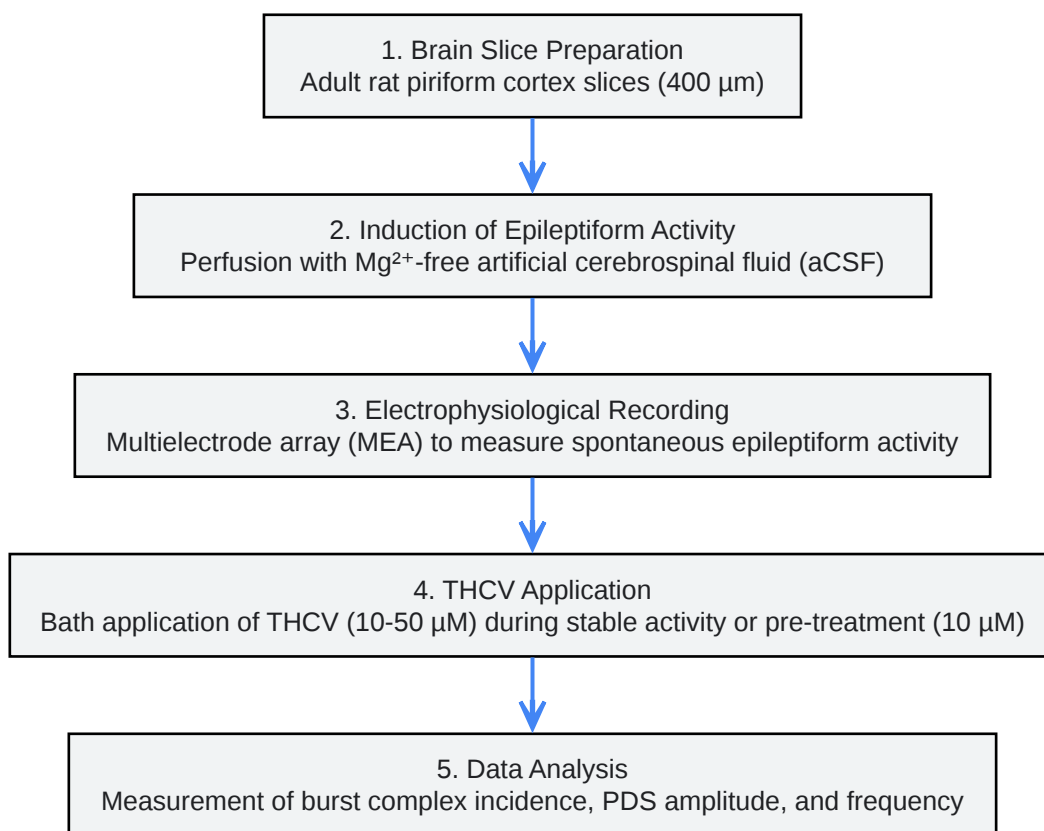 1. Brain Slice Preparation
Adult rat piriform cortex slices (400 µm)
2. Induction of Epileptiform Activity
Perfusion with Mg²⁺-free artificial cerebrospinal fluid (aCSF)
3. Electrophysiological Recording
Multielectrode array (MEA) to measure spontaneous epileptiform activity
4. THCV Application
Bath application of THCV (10-50 µM) during stable activity or pre-treatment (10 µM)
5. Data Analysis
Measurement of burst complex incidence, PDS amplitude, and frequency